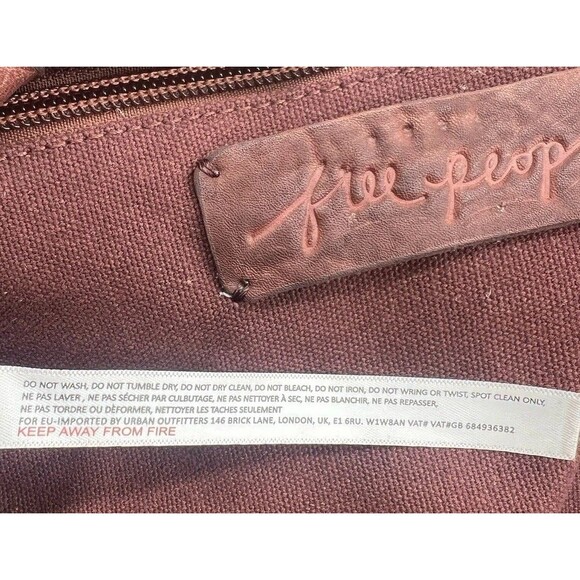 free peop
DO NOT WASH, DO NOT TUMBLE DRY, DO NOT DRY CLEAN, DO NOT BLEACH, DO NOT IRON, DO NOT WRING OR TWIST, SPOT CLEAN ONLY,
NE PAS LAVER , NE PAS SÉCHER PAR CULBUTAGE, NE PAS NETTOYER À SEC, NE PAS BLANCHIR, NE PAS REPASSER,
NE PAS TORDRE OU DÈFORMER, NETTOYER LES TACHES SEULEMENT
FOR EU-IMPORTED BY URBAN OUTFITTERS 146 BRICK LANE, LONDON, UK, E1 6RU. W1W8AN VAT# VAT#GB 684936382
KEEP AWAY FROM FIRE